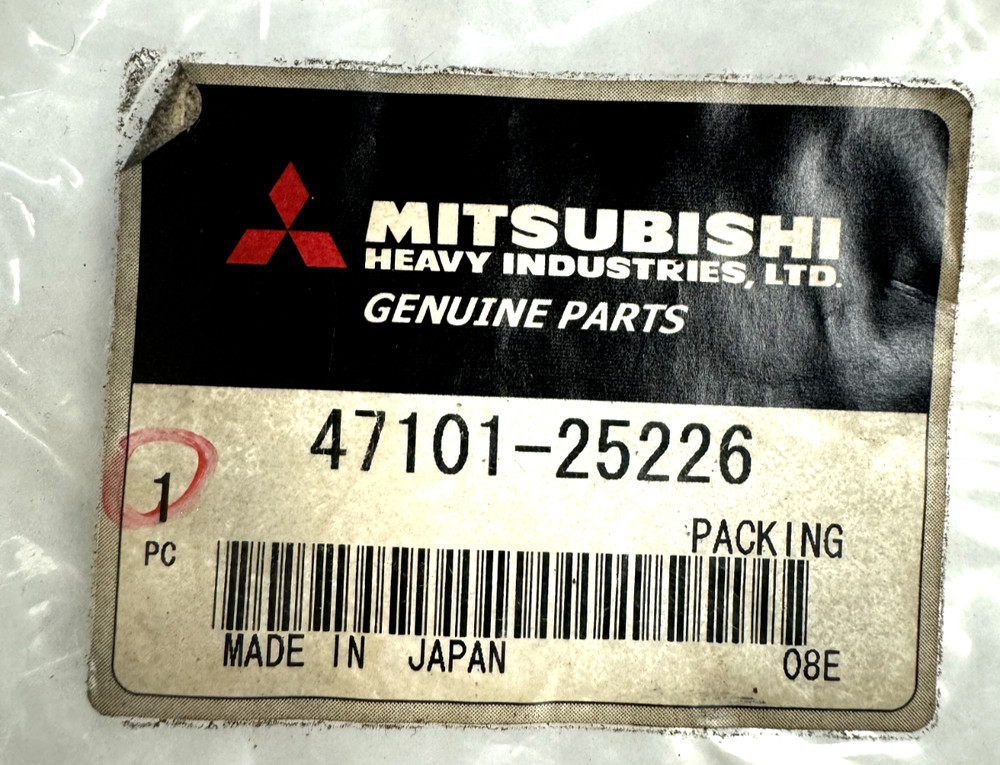 MITSUBISHI
HEAVY INDUSTRIES, LTD.
GENUINE PARTS
47101-25226
1
PC
PACKING
MADE IN JAPAN
08E